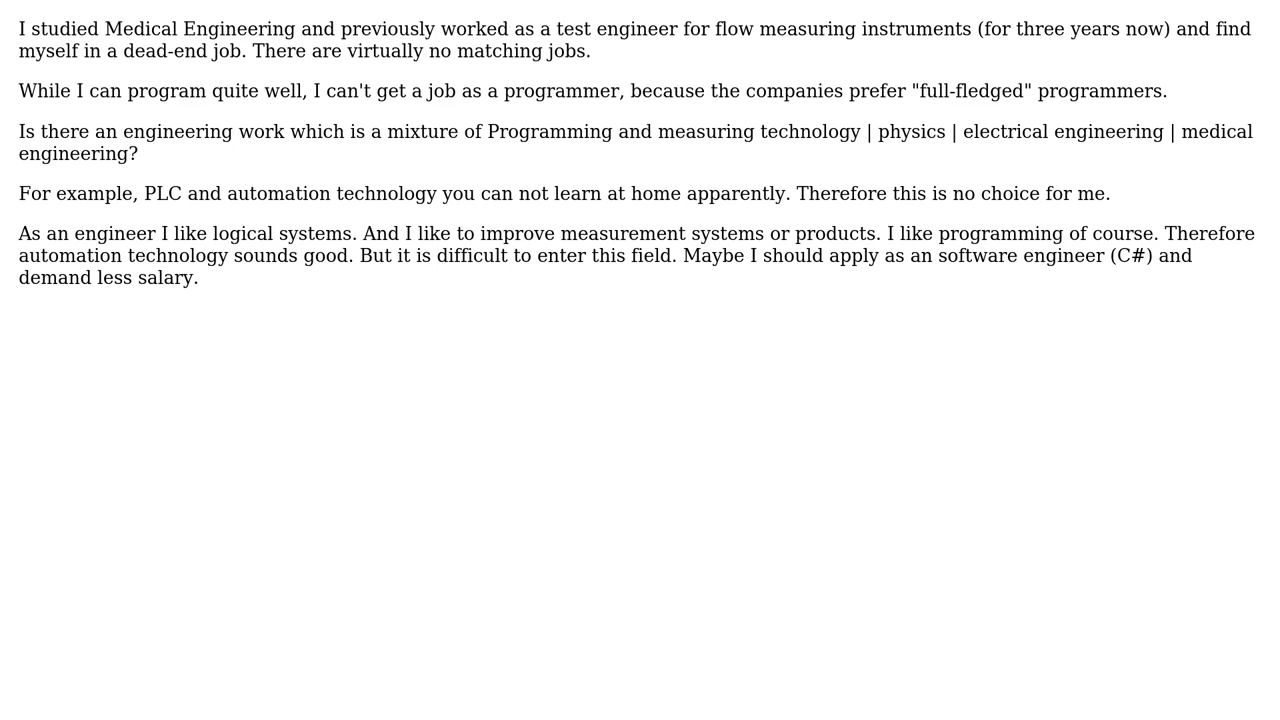 I studied Medical Engineering and previously worked as a test engineer for flow measuring instruments (for three years now) and find
myself in a dead-end job. There are virtually no matching jobs.
While I can program quite well, I can't get a job as a programmer, because the companies prefer "full-fledged" programmers.
Is there an engineering work which is a mixture of Programming and measuring technology | physics | electrical engineering | medical
engineering?
For example, PLC and automation technology you can not learn at home apparently. Therefore this is no choice for me.
As an engineer I like logical systems. And I like to improve measurement systems or products. I like programming of course. Therefore
automation technology sounds good. But it is difficult to enter this field. Maybe I should apply as an software engineer (C#) and
demand less salary.